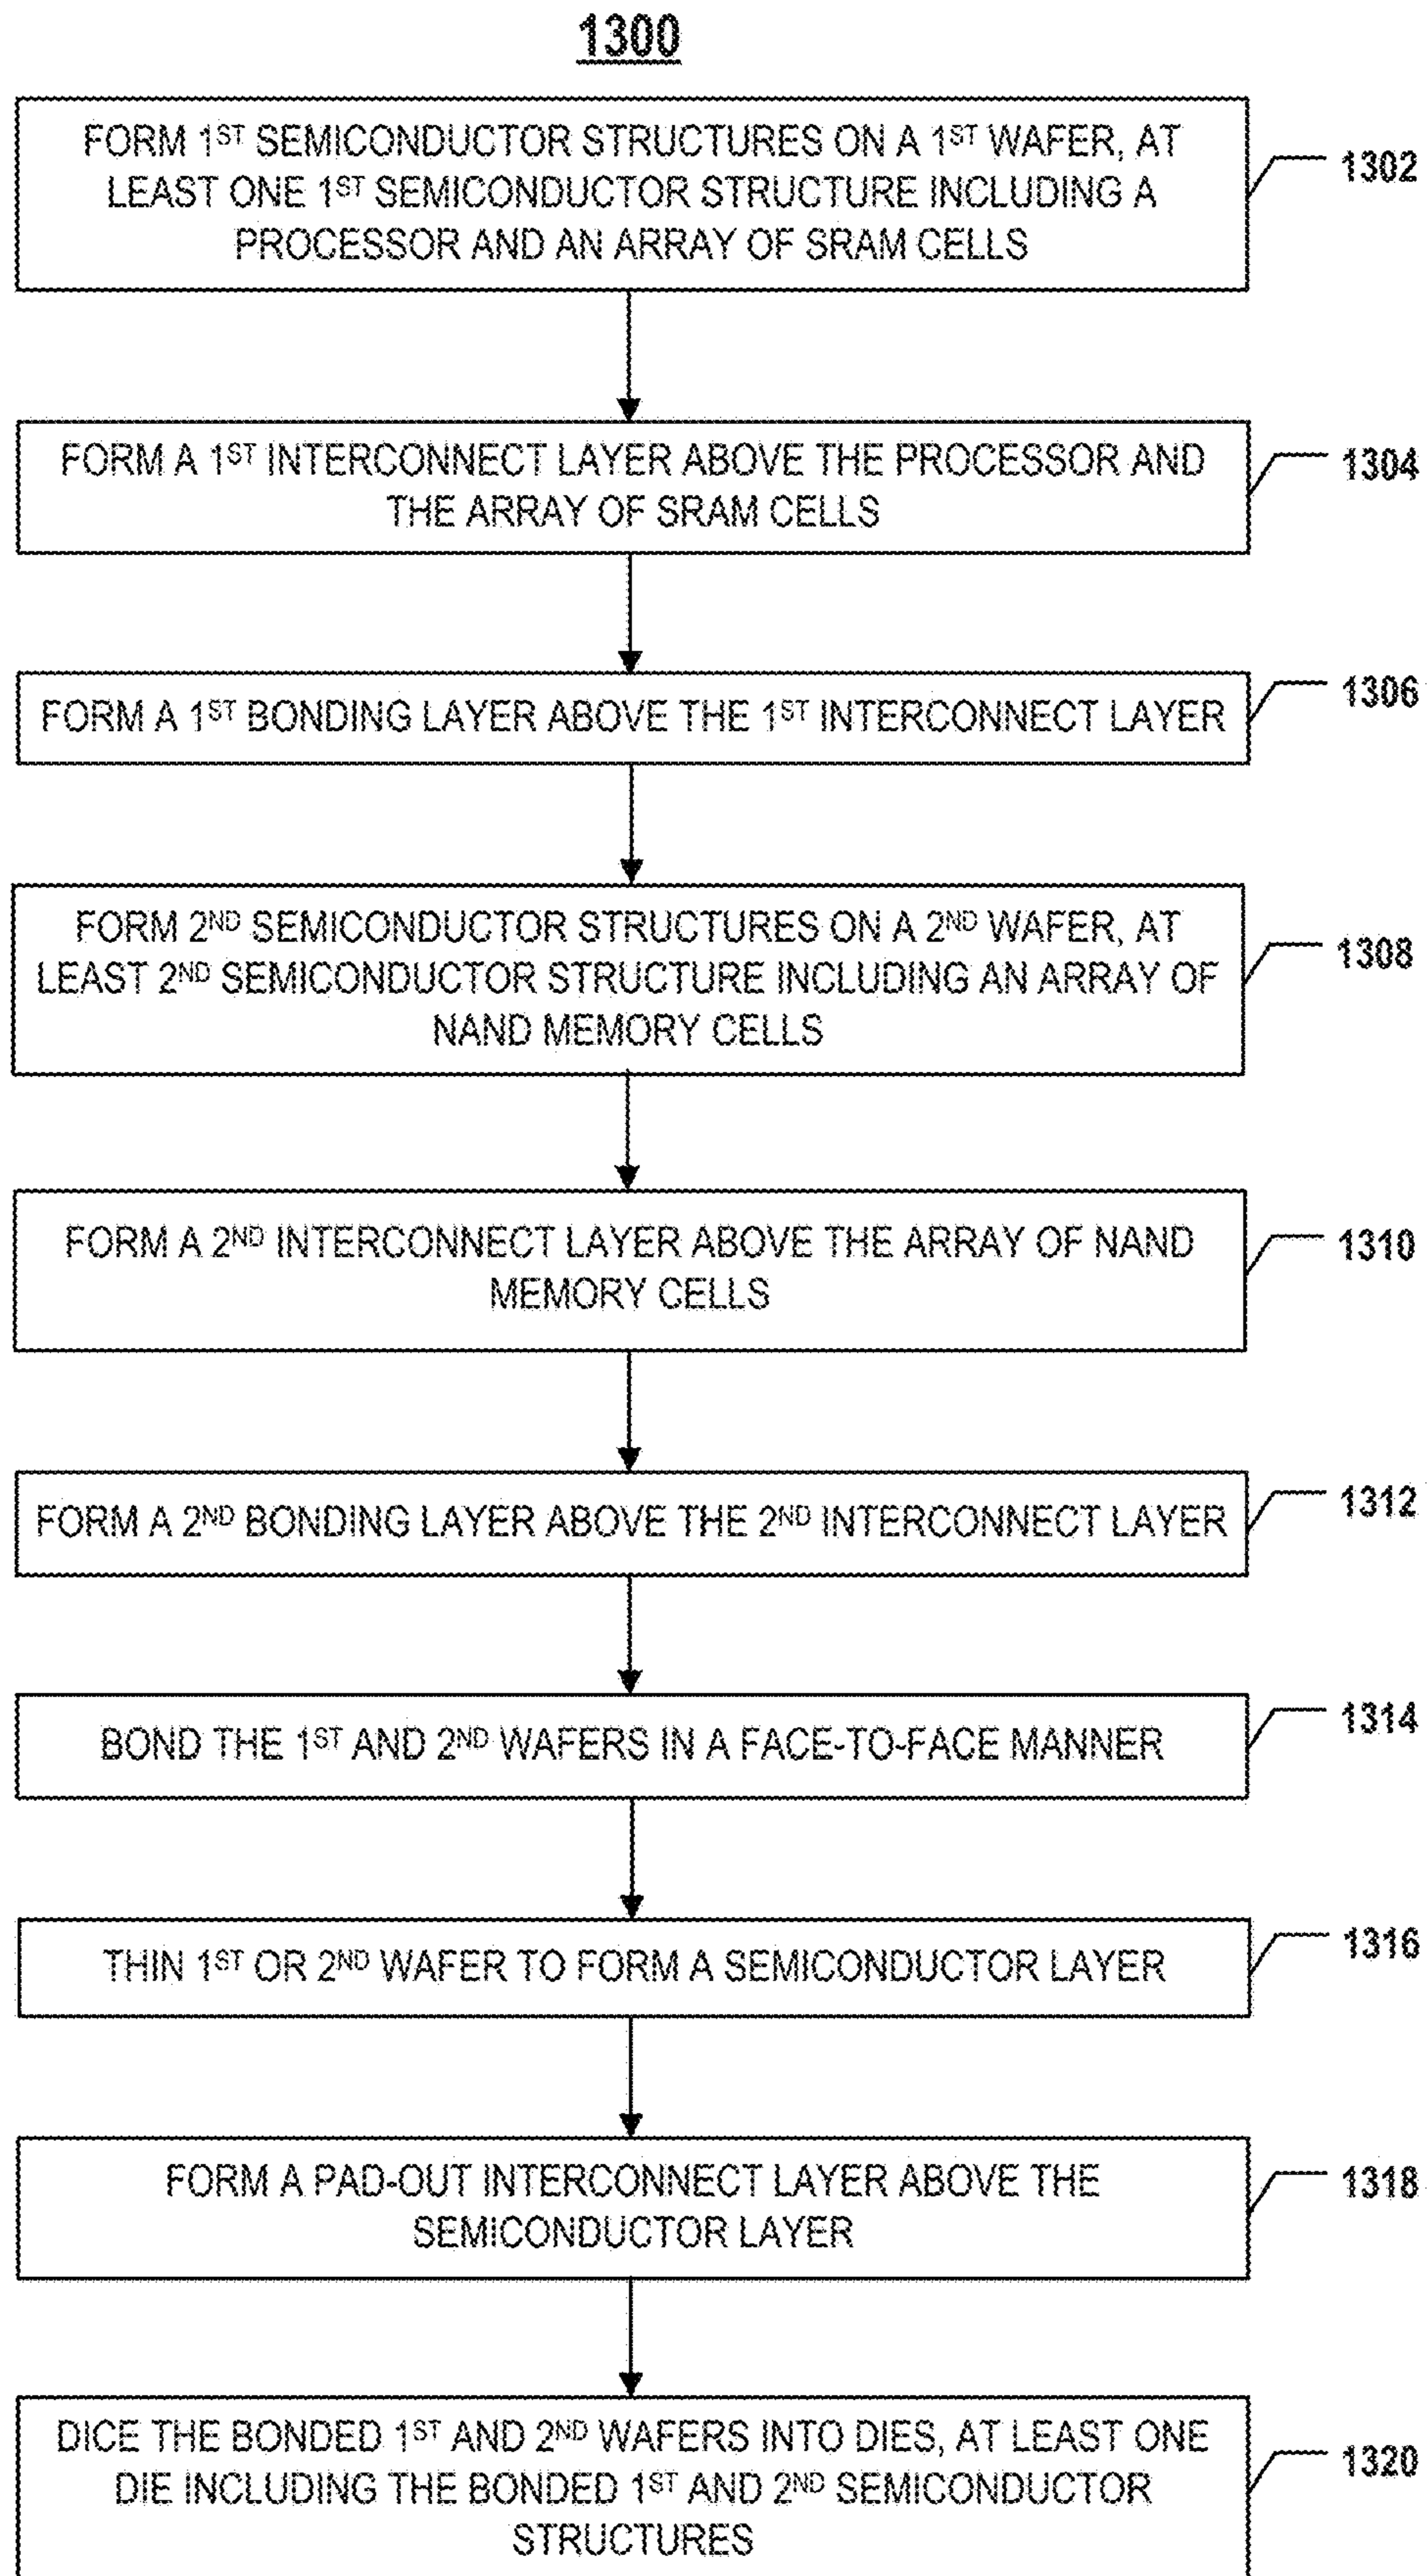 1300
FORM 1ST SEMICONDUCTOR STRUCTURES ON A 1ST WAFER, AT
LEAST ONE 1ST SEMICONDUCTOR STRUCTURE INCLUDING A
PROCESSOR AND AN ARRAY OF SRAM CELLS
1302
FORM A 1ST INTERCONNECT LAYER ABOVE THE PROCESSOR AND
THE ARRAY OF SRAM CELLS
1304
FORM A 1ST BONDING LAYER ABOVE THE 1ST INTERCONNECT LAYER
1306
FORM 2ND SEMICONDUCTOR STRUCTURES ON A 2ND WAFER, AT
LEAST 2ND SEMICONDUCTOR STRUCTURE INCLUDING AN ARRAY OF
NAND MEMORY CELLS
1308
FORM A 2ND INTERCONNECT LAYER ABOVE THE ARRAY OF NAND
MEMORY CELLS
1310
FORM A 2ND BONDING LAYER ABOVE THE 2ND INTERCONNECT LAYER
1312
BOND THE 1ST AND 2ND WAFERS IN A FACE-TO-FACE MANNER
1314
THIN 1ST OR 2ND WAFER TO FORM A SEMICONDUCTOR LAYER
1316
FORM A PAD-OUT INTERCONNECT LAYER ABOVE THE
SEMICONDUCTOR LAYER
1318
DICE THE BONDED 1ST AND 2ND WAFERS INTO DIES, AT LEAST ONE
DIE INCLUDING THE BONDED 1ST AND 2ND SEMICONDUCTOR
STRUCTURES
1320